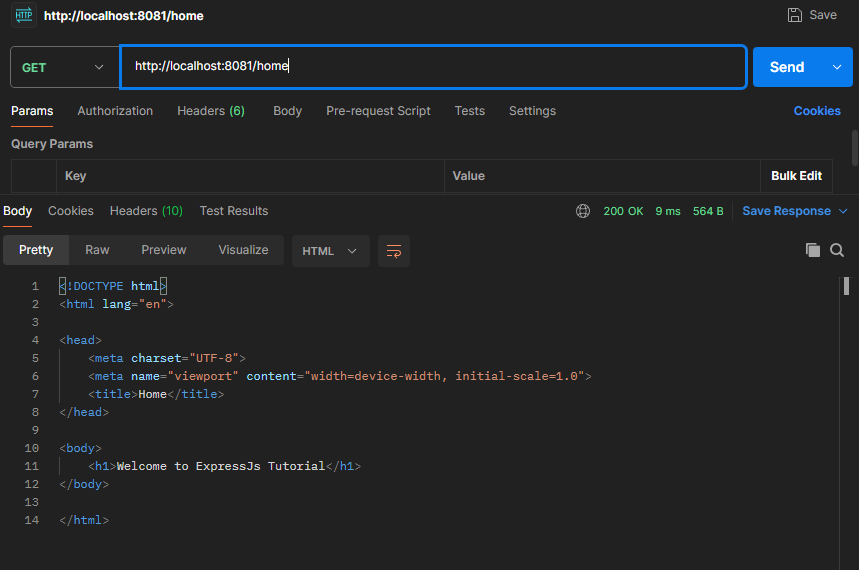 HTTP http://localhost:8081/home Save
GET http://localhost:8081/home Send
Params Authorization Headers (6) Body Pre-request Script Tests Settings Cookies
Query Params
Key Value Bulk Edit
Body Cookies Headers (10) Test Results 200 OK 9 ms 564 B Save Response
Pretty Raw Preview Visualize HTML
1 <!DOCTYPE html>
2 <html lang="en">
3
4 <head>
5     <meta charset="UTF-8">
6     <meta name="viewport" content="width=device-width, initial-scale=1.0">
7     <title>Home</title>
8 </head>
9
10 <body>
11     <h1>Welcome to ExpressJs Tutorial</h1>
12 </body>
13
14 </html>